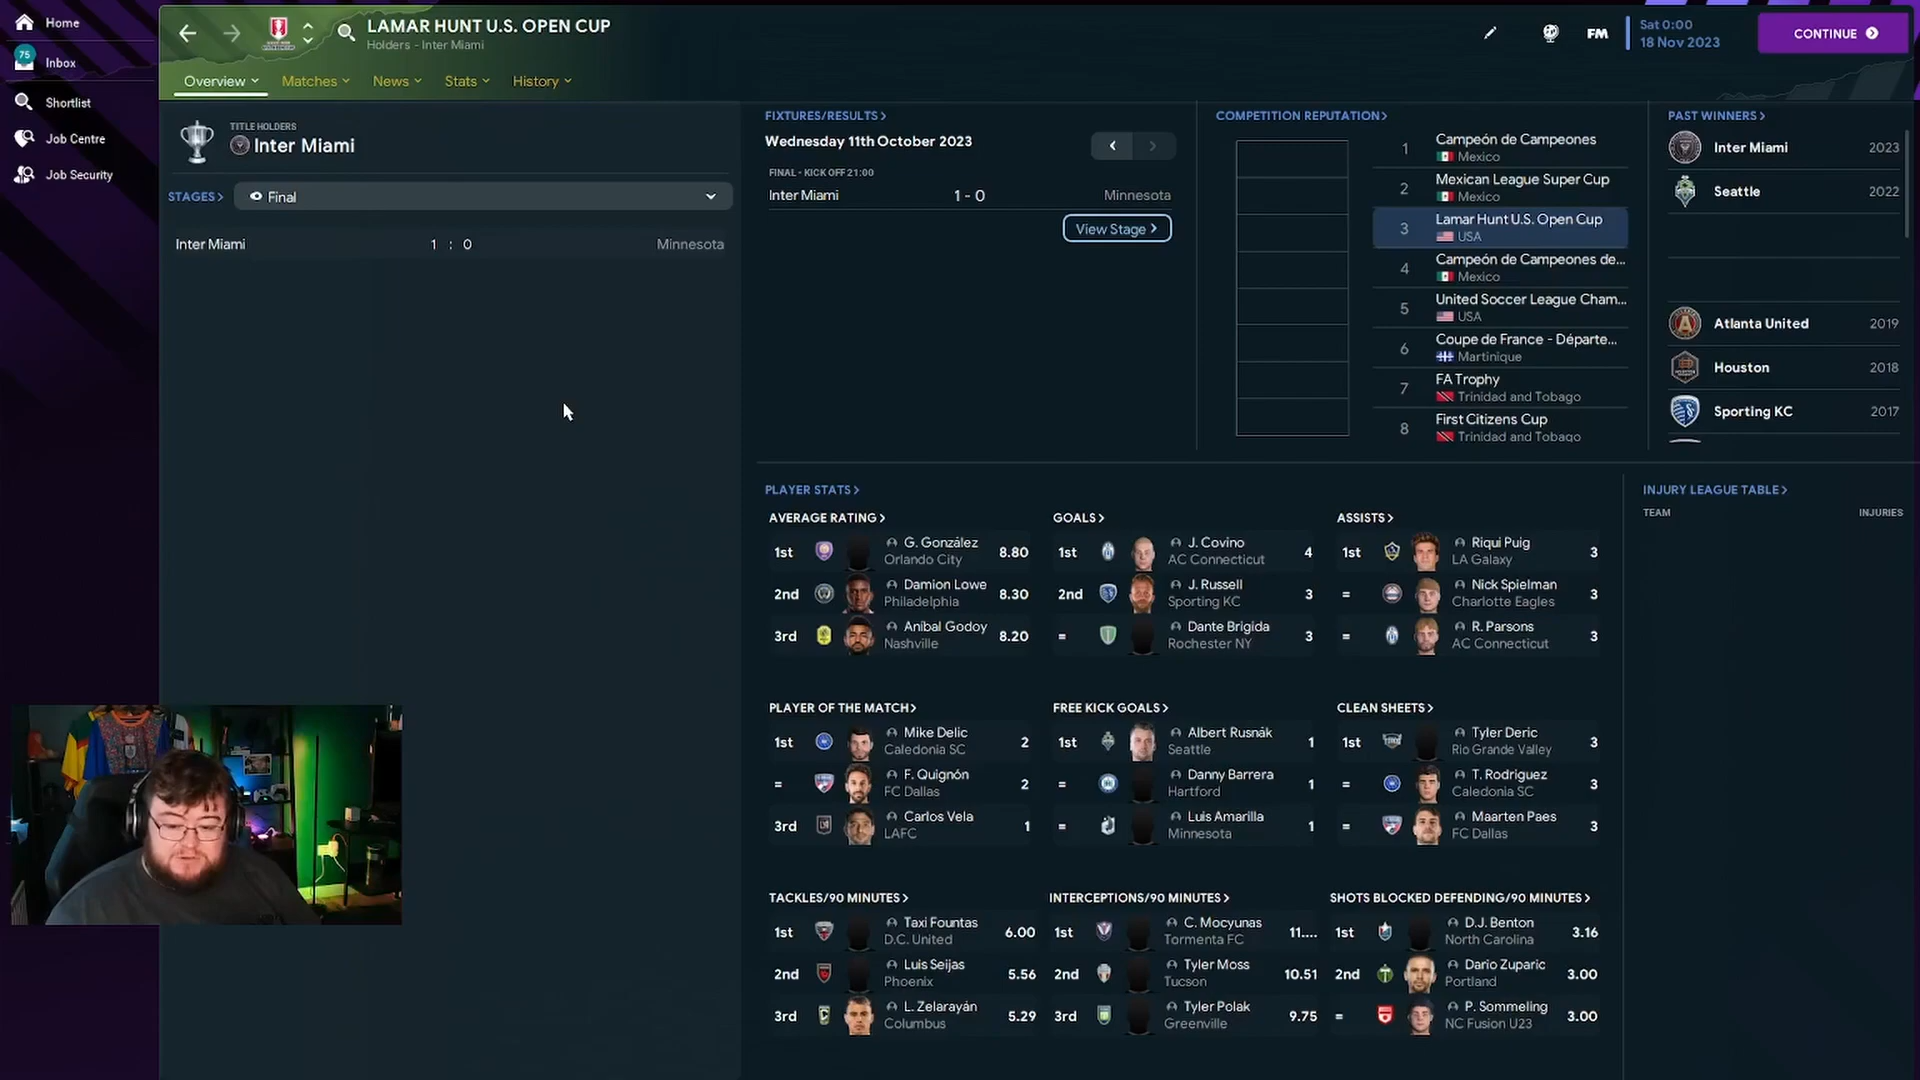 Home
75
Inbox
Shortlist
Job Centre
Job Security
LAMAR HUNT U.S. OPEN CUP
Holders - Inter Miami
FM
Sat 0:00
18 Nov 2023
CONTINUE
Overview
Matches
News
Stats
History
TITLE HOLDERS
Inter Miami
STAGES>
Final
Inter Miami 1 : 0 Minnesota
FIXTURES/RESULTS>
Wednesday 11th October 2023
FINAL - KICK OFF 21:00
Inter Miami 1 - 0 Minnesota
View Stage >
COMPETITION REPUTATION>
1 Campeón de Campeones
Mexico
2 Mexican League Super Cup
Mexico
3 Lamar Hunt U.S. Open Cup
USA
4 Campeón de Campeones de...
Mexico
5 United Soccer League Cham...
USA
6 Coupe de France - Départe...
Martinique
7 FA Trophy
Trinidad and Tobago
8 First Citizens Cup
Trinidad and Tobago
PAST WINNERS>
Inter Miami 2023
Seattle 2022
Atlanta United 2019
Houston 2018
Sporting KC 2017
PLAYER STATS>
AVERAGE RATING>
1st G. González 8.80
Orlando City
2nd Damion Lowe 8.30
Philadelphia
3rd Aníbal Godoy 8.20
Nashville
GOALS>
1st J. Covino 4
AC Connecticut
2nd J. Russell 3
Sporting KC
= Dante Brigida 3
Rochester NY
ASSISTS>
1st Riqui Puig 3
LA Galaxy
= Nick Spielman 3
Charlotte Eagles
= R. Parsons 3
AC Connecticut
INJURY LEAGUE TABLE>
TEAM INJURIES
PLAYER OF THE MATCH>
1st Mike Delic 2
Caledonia SC
= F. Quignón 2
FC Dallas
3rd Carlos Vela 1
LAFC
FREE KICK GOALS>
1st Albert Rusnák 1
Seattle
= Danny Barrera 1
Hartford
= Luis Amarilla 1
Minnesota
CLEAN SHEETS>
1st Tyler Deric 3
Rio Grande Valley
= T. Rodriguez 3
Caledonia SC
= Maarten Paes 3
FC Dallas
TACKLES/90 MINUTES>
1st Taxi Fountas 6.00
D.C. United
2nd Luis Seijas 5.56
Phoenix
3rd L. Zelarayán 5.29
Columbus
INTERCEPTIONS/90 MINUTES>
1st C. Mocyunas 11....
Tormenta FC
2nd Tyler Moss 10.51
Tucson
3rd Tyler Polak 9.75
Greenville
SHOTS BLOCKED DEFENDING/90 MINUTES>
1st D.J. Benton 3.16
North Carolina
2nd Dario Zuparic 3.00
Portland
= P. Sommeling 3.00
NC Fusion U23